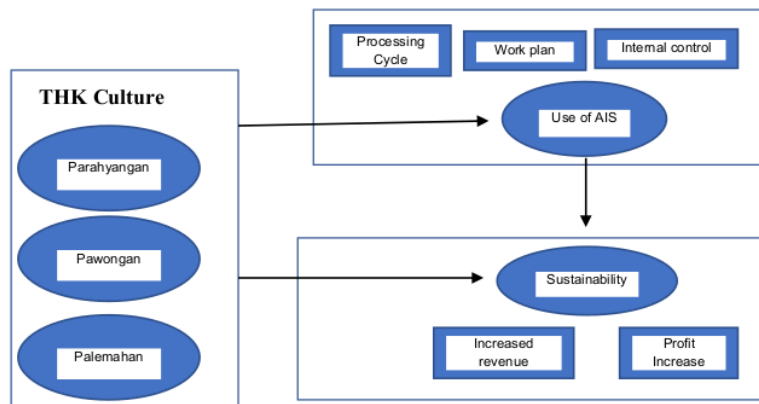 Processing
Cycle
Work plan
Internal control
Use of AIS
THK Culture
Parahyangan
Pawongan
Palemahan
Sustainability
Increased
revenue
Profit
Increase